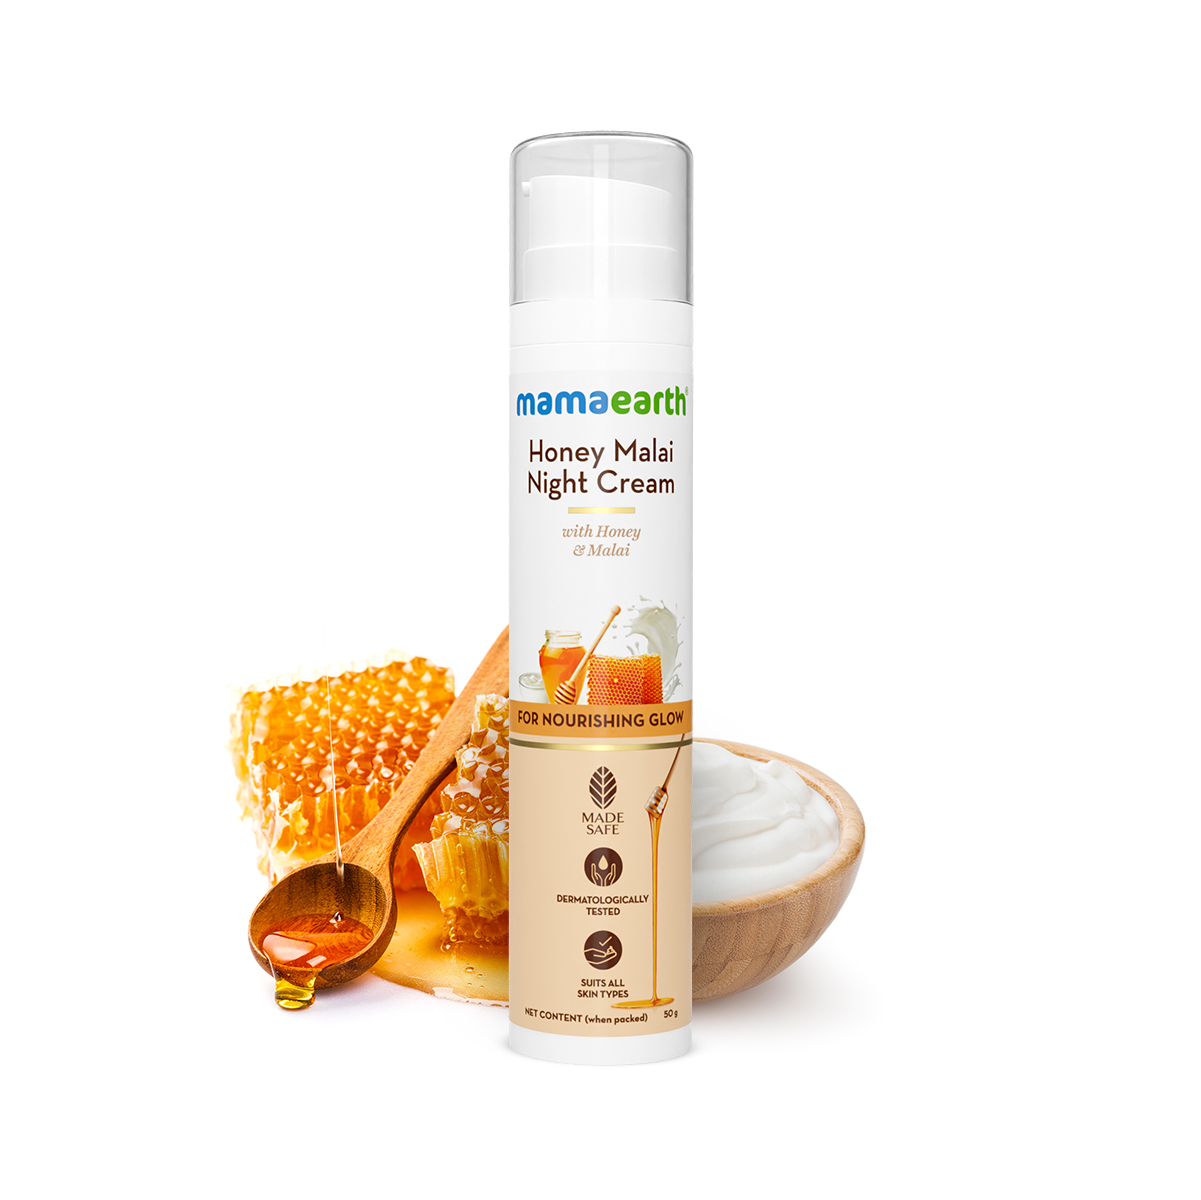 mamaearth®
Honey Malai
Night Cream
with Honey
& Malai
FOR NOURISHING GLOW
MADE
SAFE
DERMATOLOGICALLY
TESTED
SUITS ALL
SKIN TYPES
NET CONTENT (when packed) 50 g